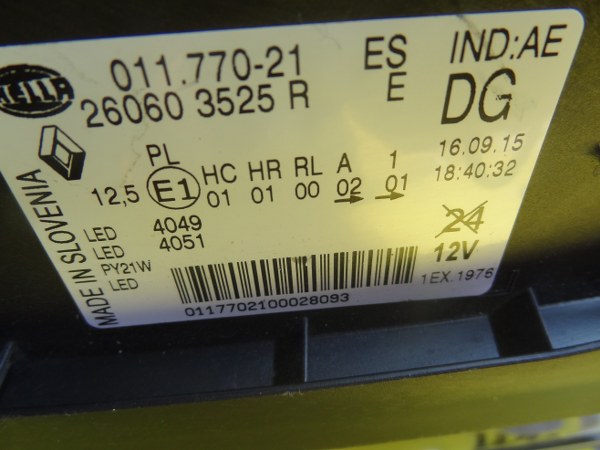 HELLA 011.770-21 ES IND:AE
26060 3525 R E DG
16.09.15
18:40:32
PL
12,5 E1 HC HR RL A 1
01 01 00 02 01
LED 4049
LED 4051
PY21W
LED
24
12V
1EX.1976
0117702100028093
MADE IN SLOVENIA